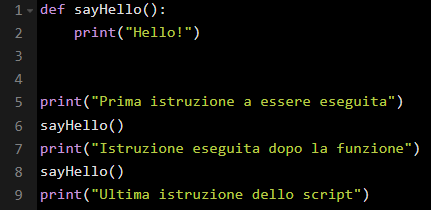 1 def sayHello():
2     print("Hello!")
3
4
5 print("Prima istruzione a essere eseguita")
6 sayHello()
7 print("Istruzione eseguita dopo la funzione")
8 sayHello()
9 print("Ultima istruzione dello script")